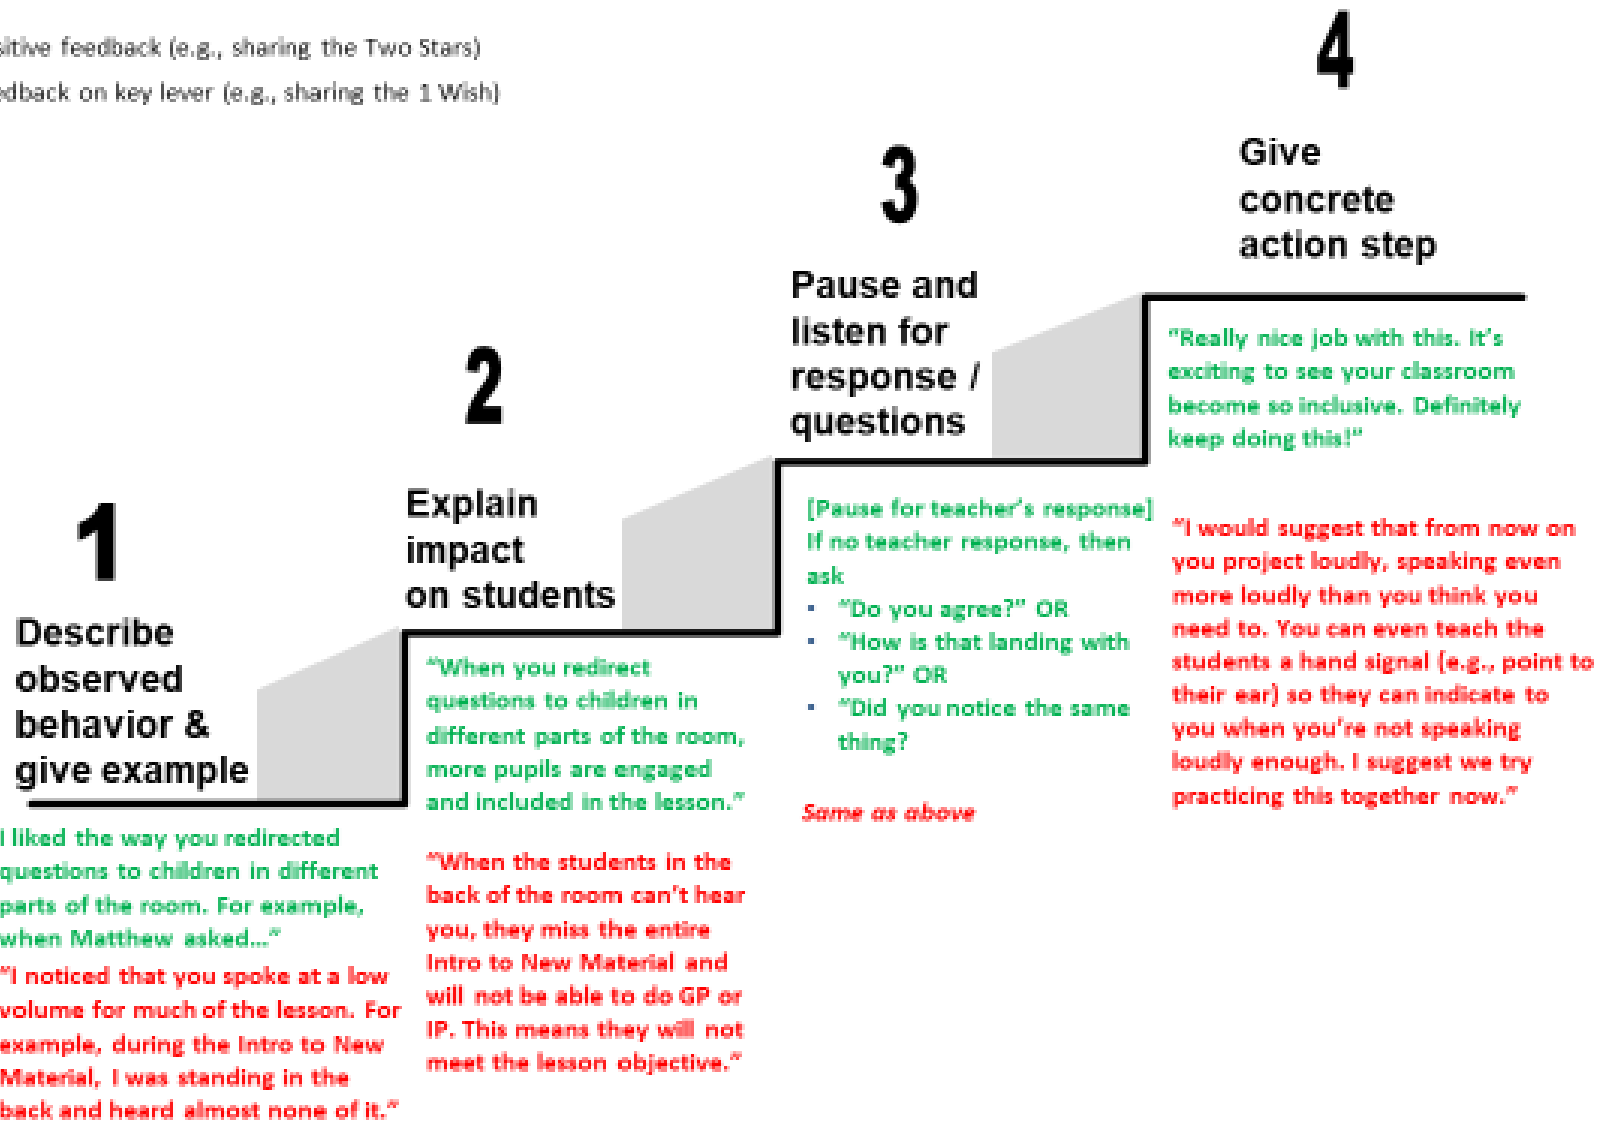 sitive feedback (e.g., sharing the Two Stars)
edback on key lever (e.g., sharing the 1 Wish)
1
Describe
observed
behavior &
give example
I liked the way you redirected
questions to children in different
parts of the room. For example,
when Matthew asked...”
“I noticed that you spoke at a low
volume for much of the lesson. For
example, during the Intro to New
Material, I was standing in the
back and heard almost none of it.”
2
Explain
impact
on students
“When you redirect
questions to children in
different parts of the room,
more pupils are engaged
and included in the lesson.”
“When the students in the
back of the room can’t hear
you, they miss the entire
Intro to New Material and
will not be able to do GP or
IP. This means they will not
meet the lesson objective.”
3
Pause and
listen for
response /
questions
[Pause for teacher’s response]
If no teacher response, then
ask
▪ “Do you agree?” OR
▪ “How is that landing with
you?” OR
▪ “Did you notice the same
thing?
Same as above
4
Give
concrete
action step
“Really nice job with this. It’s
exciting to see your classroom
become so inclusive. Definitely
keep doing this!”
“I would suggest that from now on
you project loudly, speaking even
more loudly than you think you
need to. You can even teach the
students a hand signal (e.g., point to
their ear) so they can indicate to
you when you’re not speaking
loudly enough. I suggest we try
practicing this together now.”